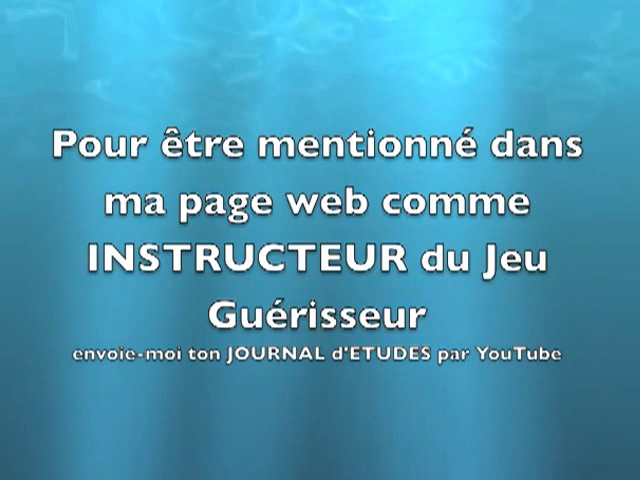 Pour être mentionné dans
ma page web comme
INSTRUCTEUR du Jeu
Guérisseur
envoie-moi ton JOURNAL d'ETUDES par YouTube